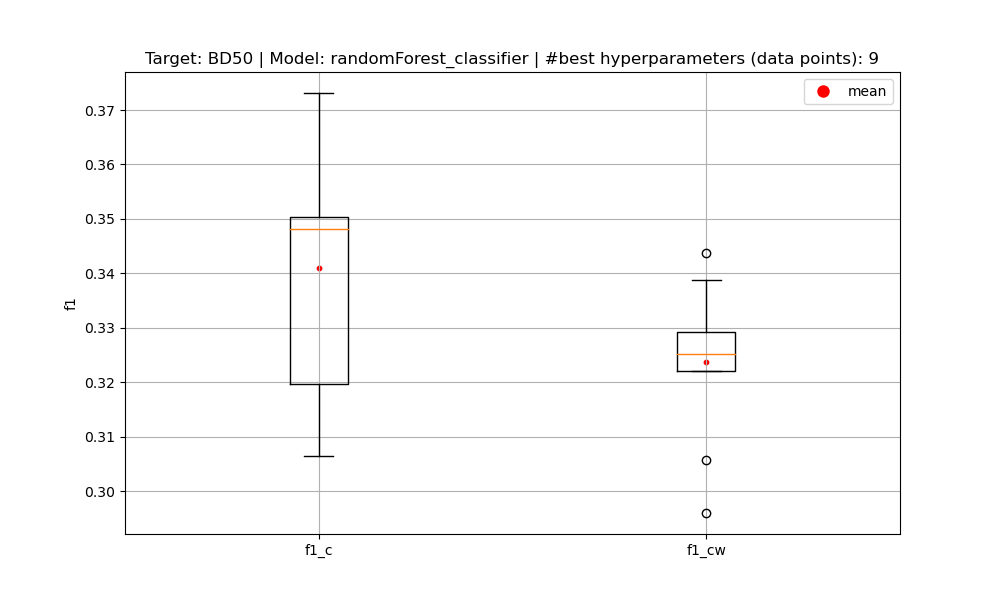 Target: BD50 | Model: randomForest_classifier | #best hyperparameters (data points): 9
mean
0.37
0.36
0.35
0.34
0.33
0.32
0.31
0.30
f1
f1_c
f1_cw